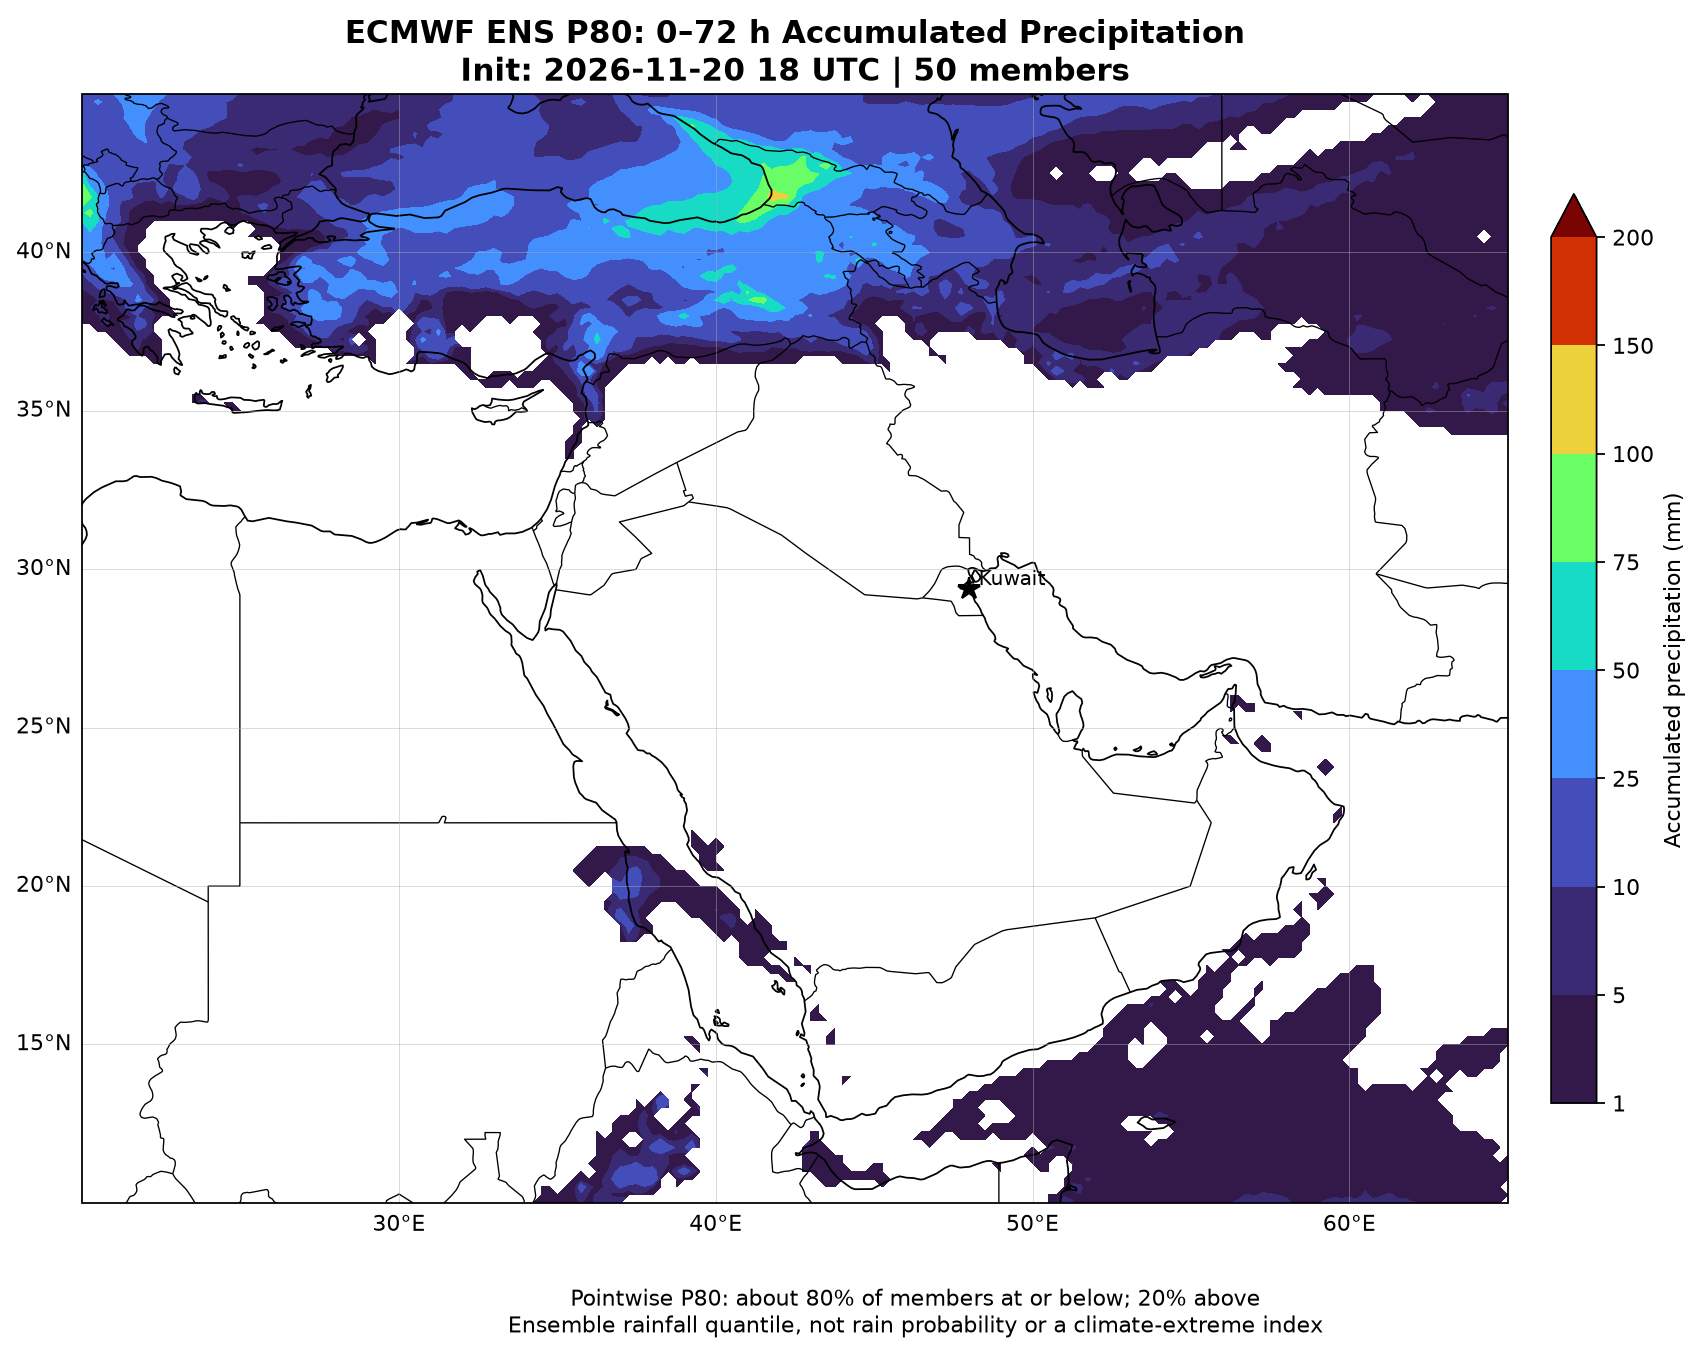 ECMWF ENS P80: 0–72 h Accumulated Precipitation
Init: 2026-11-20 18 UTC | 50 members
40°N
35°N
30°N
25°N
20°N
15°N
30°E
40°E
50°E
60°E
Kuwait
200
150
100
75
50
25
10
5
1
Accumulated precipitation (mm)
Pointwise P80: about 80% of members at or below; 20% above
Ensemble rainfall quantile, not rain probability or a climate-extreme index